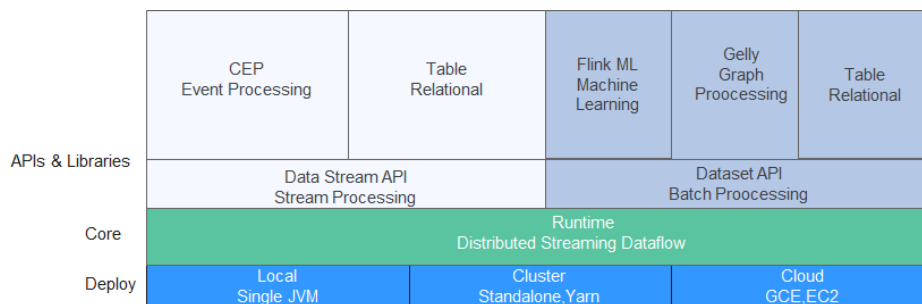 CEP
Event Processing
Table
Relational
Flink ML
Machine
Learning
Gelly
Graph
Proocessing
Table
Relational
APIs & Libraries
Data Stream API
Stream Processing
Dataset API
Batch Proocessing
Core
Runtime
Distributed Streaming Dataflow
Deploy
Local
Single JVM
Cluster
Standalone,Yarn
Cloud
GCE,EC2